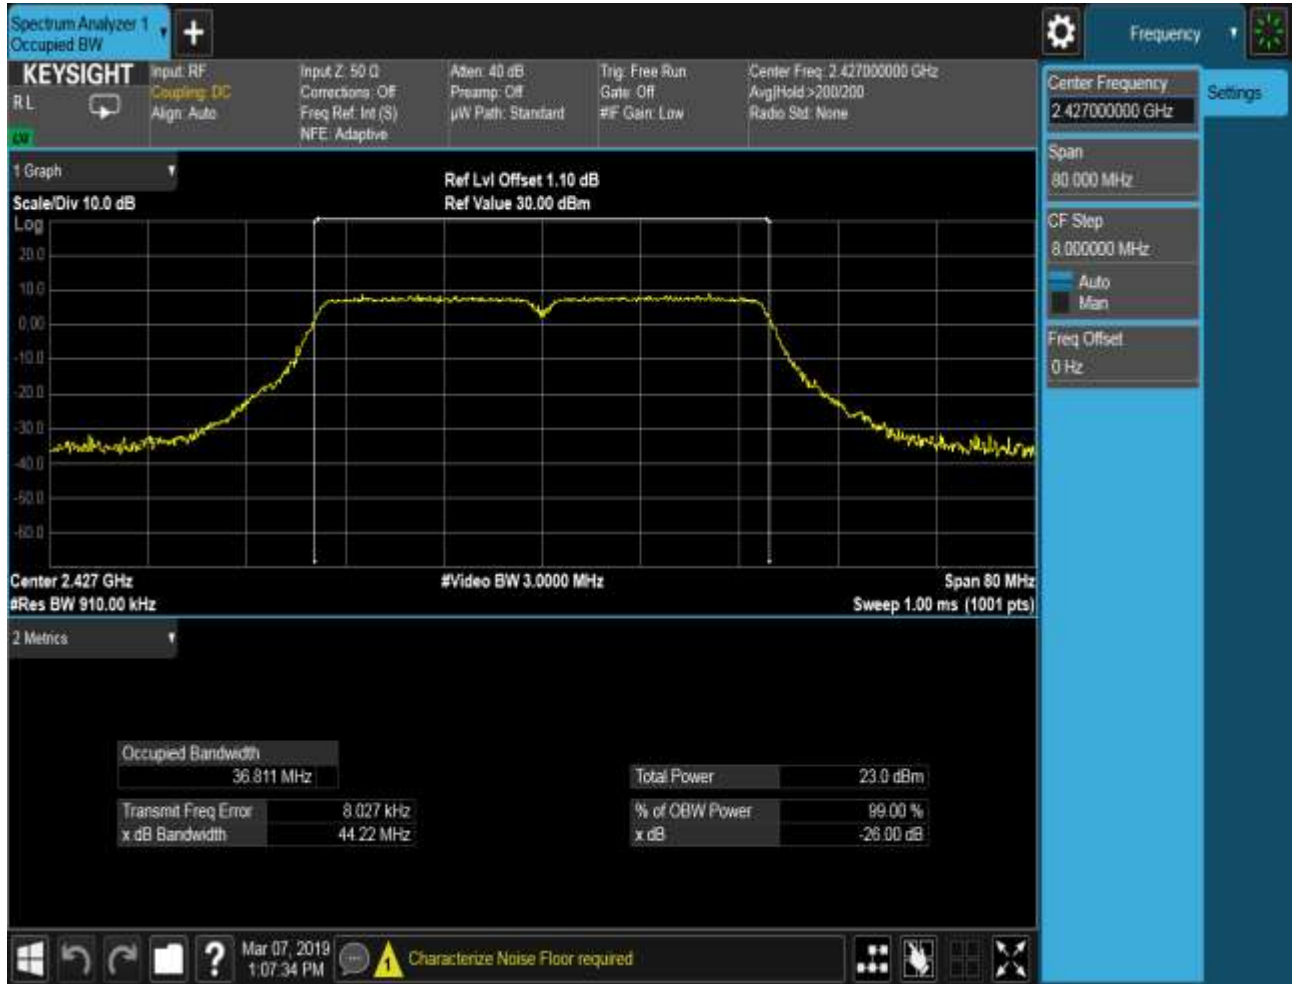 Spectrum Analyzer 1
Occupied BW
Frequency
KEYSIGHT
R L
Input: RF
Coupling: DC
Align: Auto
Input Z: 50 Ω
Corrections: Off
Freq Ref: Int (S)
NFE: Adaptive
Atten: 40 dB
Preamp: Off
µW Path: Standard
Trig: Free Run
Gate: Off
#IF Gain: Low
Center Freq: 2.427000000 GHz
Avg|Hold:>200/200
Radio Std: None
Center Frequency
2.427000000 GHz
Settings
Span
80.000 MHz
CF Step
8.000000 MHz
Auto
Man
Freq Offset
0 Hz
1 Graph
Scale/Div 10.0 dB
Ref Lvl Offset 1.10 dB
Ref Value 30.00 dBm
Log
20.0
10.0
0.00
-10.0
-20.0
-30.0
-40.0
-50.0
-60.0
Center 2.427 GHz
#Video BW 3.0000 MHz
Span 80 MHz
#Res BW 910.00 kHz
Sweep 1.00 ms (1001 pts)
2 Metrics
Occupied Bandwidth
36.811 MHz
Total Power 23.0 dBm
Transmit Freq Error 8.027 kHz
% of OBW Power 99.00 %
x dB Bandwidth 44.22 MHz
x dB -26.00 dB
?
Mar 07, 2019
1:07:34 PM
1
Characterize Noise Floor required